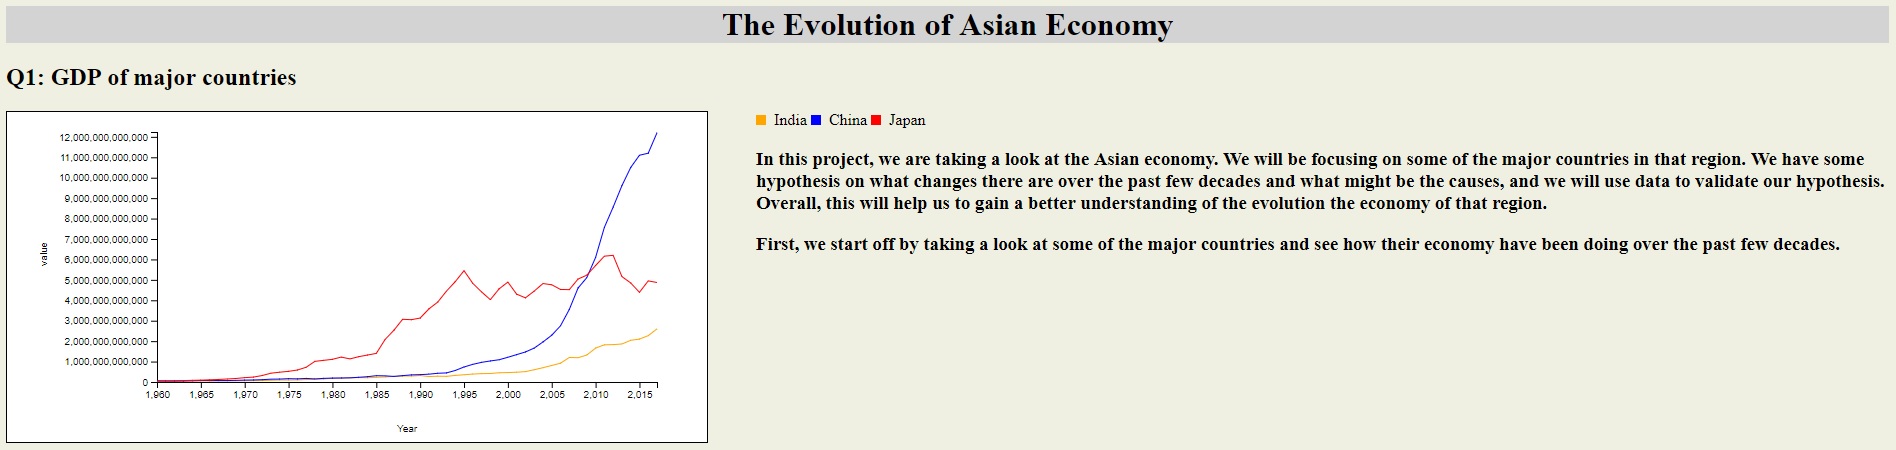 The Evolution of Asian Economy
Q1: GDP of major countries
12,000,000,000,000
11,000,000,000,000
10,000,000,000,000
9,000,000,000,000
8,000,000,000,000
7,000,000,000,000
6,000,000,000,000
5,000,000,000,000
4,000,000,000,000
3,000,000,000,000
2,000,000,000,000
1,000,000,000,000
0
value
1,960 1,965 1,970 1,975 1,980 1,985 1,990 1,995 2,000 2,005 2,010 2,015
Year
India China Japan
In this project, we are taking a look at the Asian economy. We will be focusing on some of the major countries in that region. We have some
hypothesis on what changes there are over the past few decades and what might be the causes, and we will use data to validate our hypothesis.
Overall, this will help us to gain a better understanding of the evolution the economy of that region.
First, we start off by taking a look at some of the major countries and see how their economy have been doing over the past few decades.